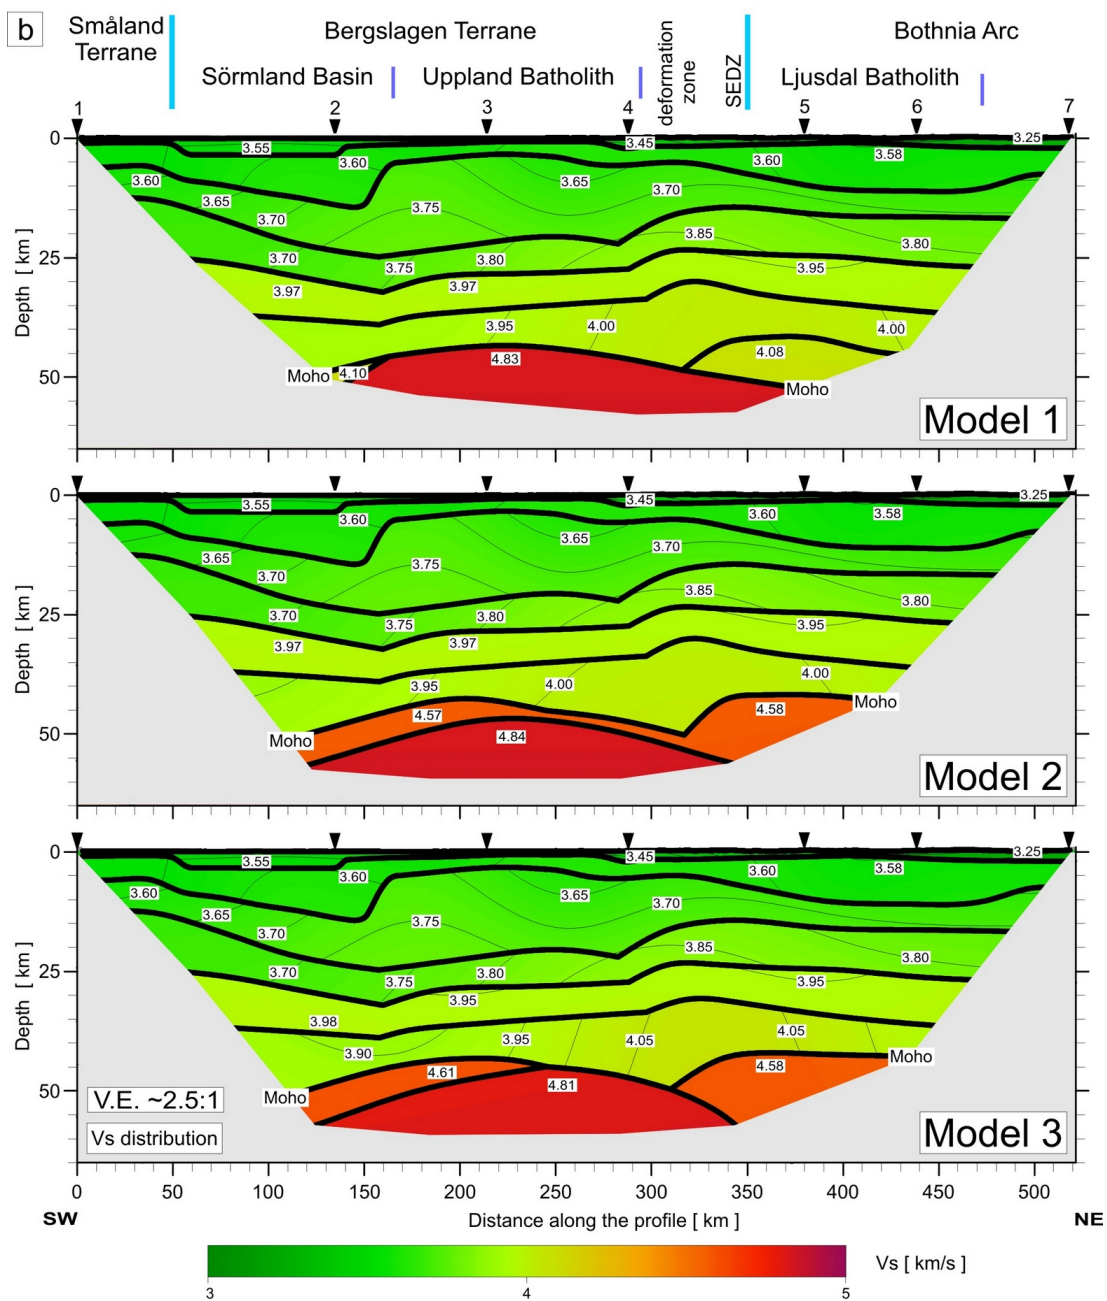 b
Småland Terrane
Bergslagen Terrane
Bothnia Arc
Sörmland Basin
Uppland Batholith
deformation zone
SEDZ
Ljusdal Batholith
1 2 3 4 5 6 7
0
25
50
Depth [ km ]
3.55 3.60 3.45 3.60 3.58 3.25
3.60 3.65 3.70 3.75 3.65 3.70
3.70 3.75 3.80 3.85 3.80
3.97 3.97 3.95
3.95 4.00 4.00
Moho 4.10 4.83 4.08 Moho
Model 1
0
25
50
Depth [ km ]
3.55 3.60 3.45 3.60 3.58 3.25
3.65 3.70 3.75 3.65 3.70
3.70 3.75 3.80 3.85 3.80
3.97 3.97 3.95
3.95 4.00 4.00
Moho 4.57 4.84 4.58 Moho
Model 2
0
25
50
Depth [ km ]
3.55 3.60 3.45 3.60 3.58 3.25
3.60 3.65 3.70 3.75 3.65 3.70
3.70 3.75 3.80 3.85 3.80
3.95 3.95
3.98 3.90 3.95 4.05 4.05
Moho 4.61 4.81 4.58 Moho
V.E. ~2.5:1
Vs distribution
Model 3
0 50 100 150 200 250 300 350 400 450 500
SW Distance along the profile [ km ] NE
Vs [ km/s ]
3 4 5